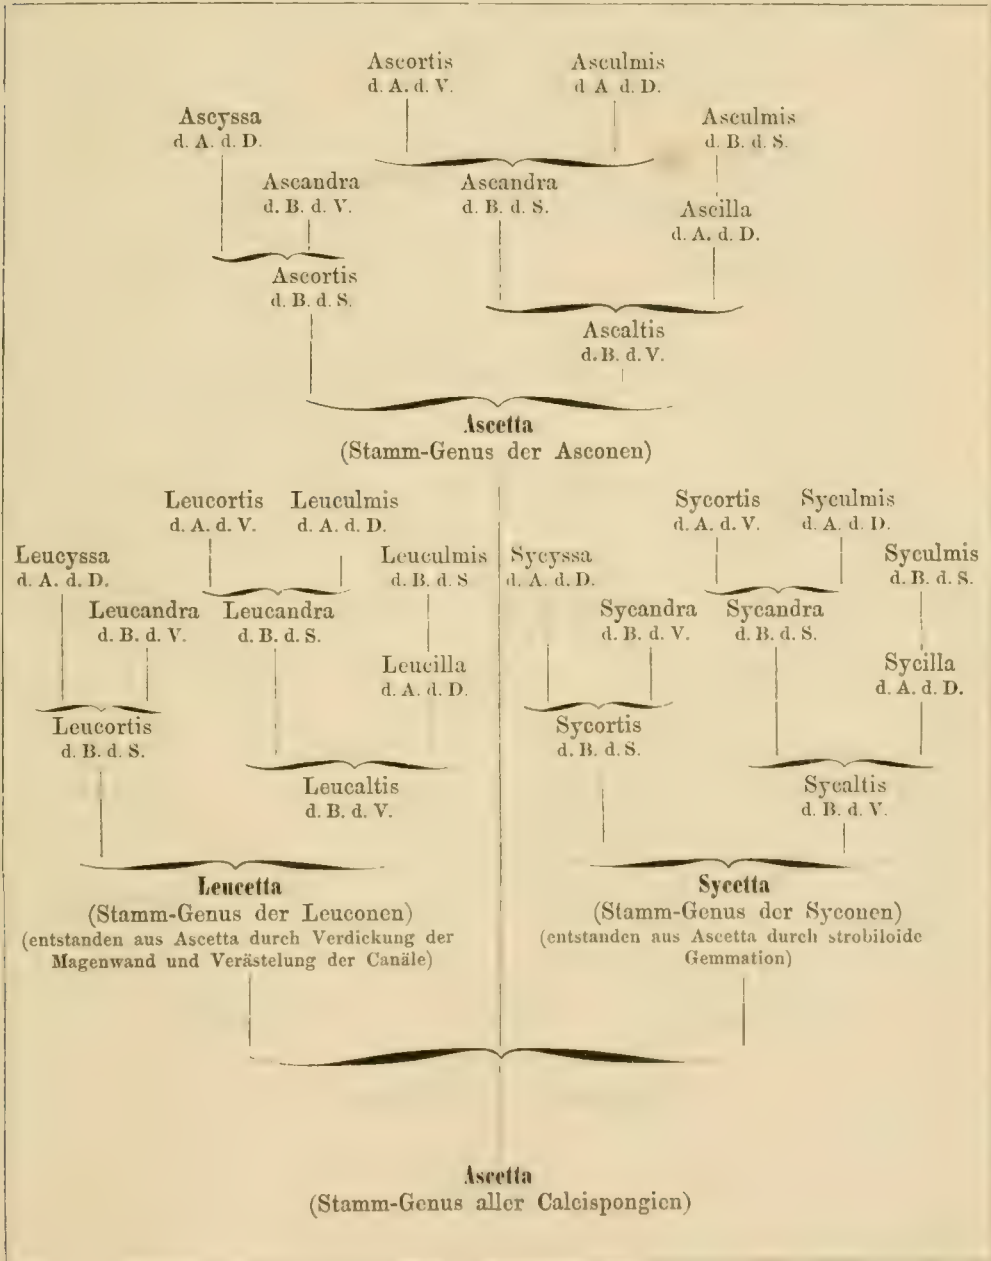 Ascortis
d. A. d. V.
Asculmis
d A d. D.
Ascyssa
d. A. d. D.
Asculmis
d. B. d. S.
Ascandra
d. B. d. V.
Ascandra
d. B. d. S.
Ascilla
d. A. d. D.
Ascortis
d. B. d. S.
Ascaltis
d. B. d. V.
Ascetta
(Stamm-Genus der Asconen)
Leucortis
d. A. d. V.
Leuculmis
d. A. d. D.
Leucyssa
d. A. d. D.
Leuculmis
d. B. d. S
Leucandra
d. B. d. V.
Leucandra
d. B. d. S.
Leucilla
d. A. d. D.
Leucortis
d. B. d. S.
Leucaltis
d. B. d. V.
Leucetta
(Stamm-Genus der Leuconen)
(entstanden aus Ascetta durch Verdickung der
Magenwand und Verästelung der Canäle)
Sycortis
d. A. d. V.
Syculmis
d. A. d. D.
Sycyssa
d. A. d. D.
Syculmis
d. B. d. S.
Sycandra
d. B. d. V.
Sycandra
d. B. d. S.
Sycilla
d. A. d. D.
Sycortis
d. B. d. S.
Sycaltis
d. B. d. V.
Sycetta
(Stamm-Genus der Syconen)
(entstanden aus Ascetta durch strobiloide
Gemmation)
Ascetta
(Stamm-Genus aller Calcispongien)